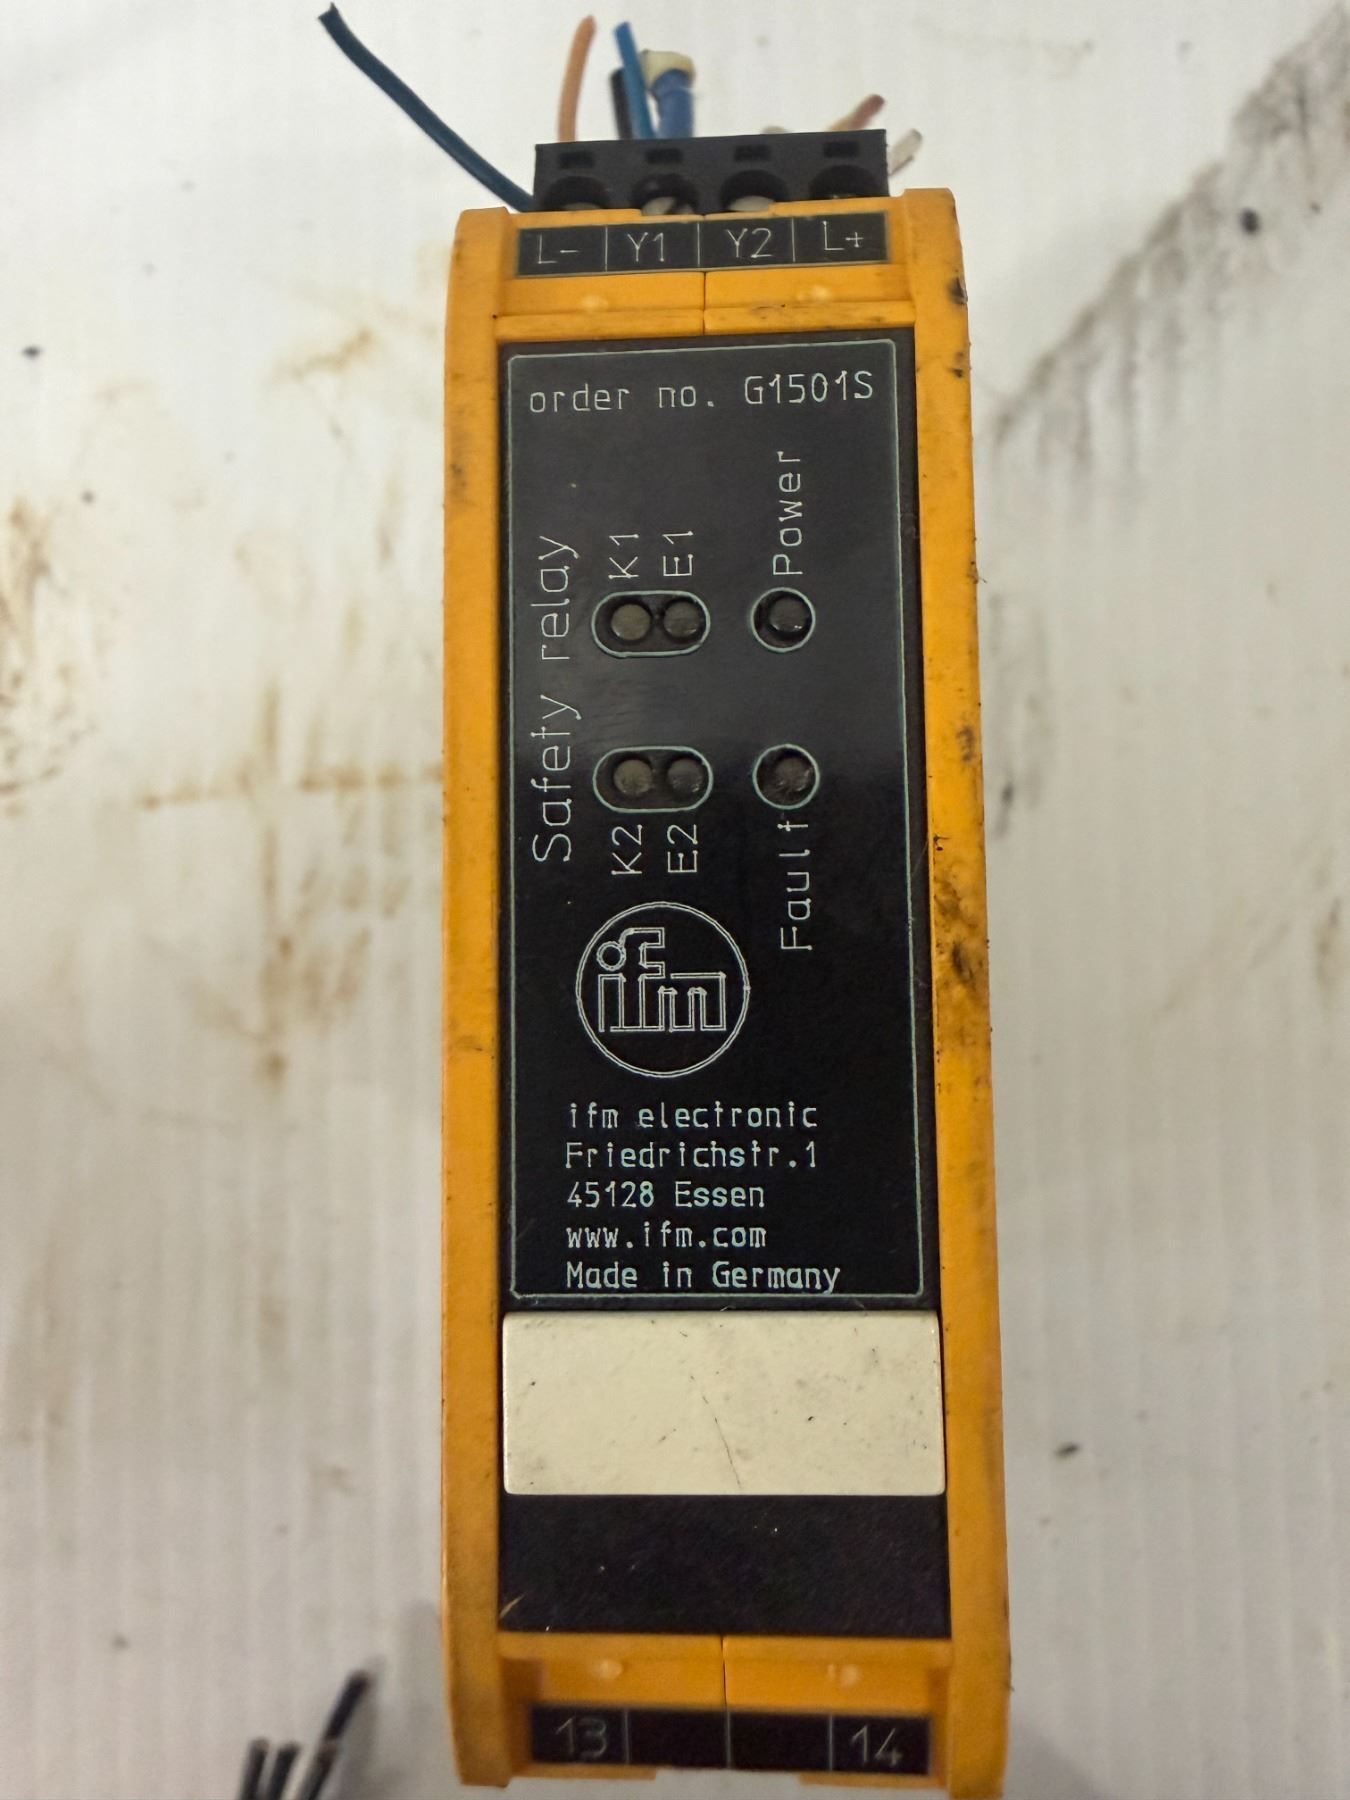 L- Y1 Y2 L+
order no. G1501S
Safety relay
K1
E1
Power
K2
E2
Fault
ifm
ifm electronic
Friedrichstr.1
45128 Essen
www.ifm.com
Made in Germany
13 14